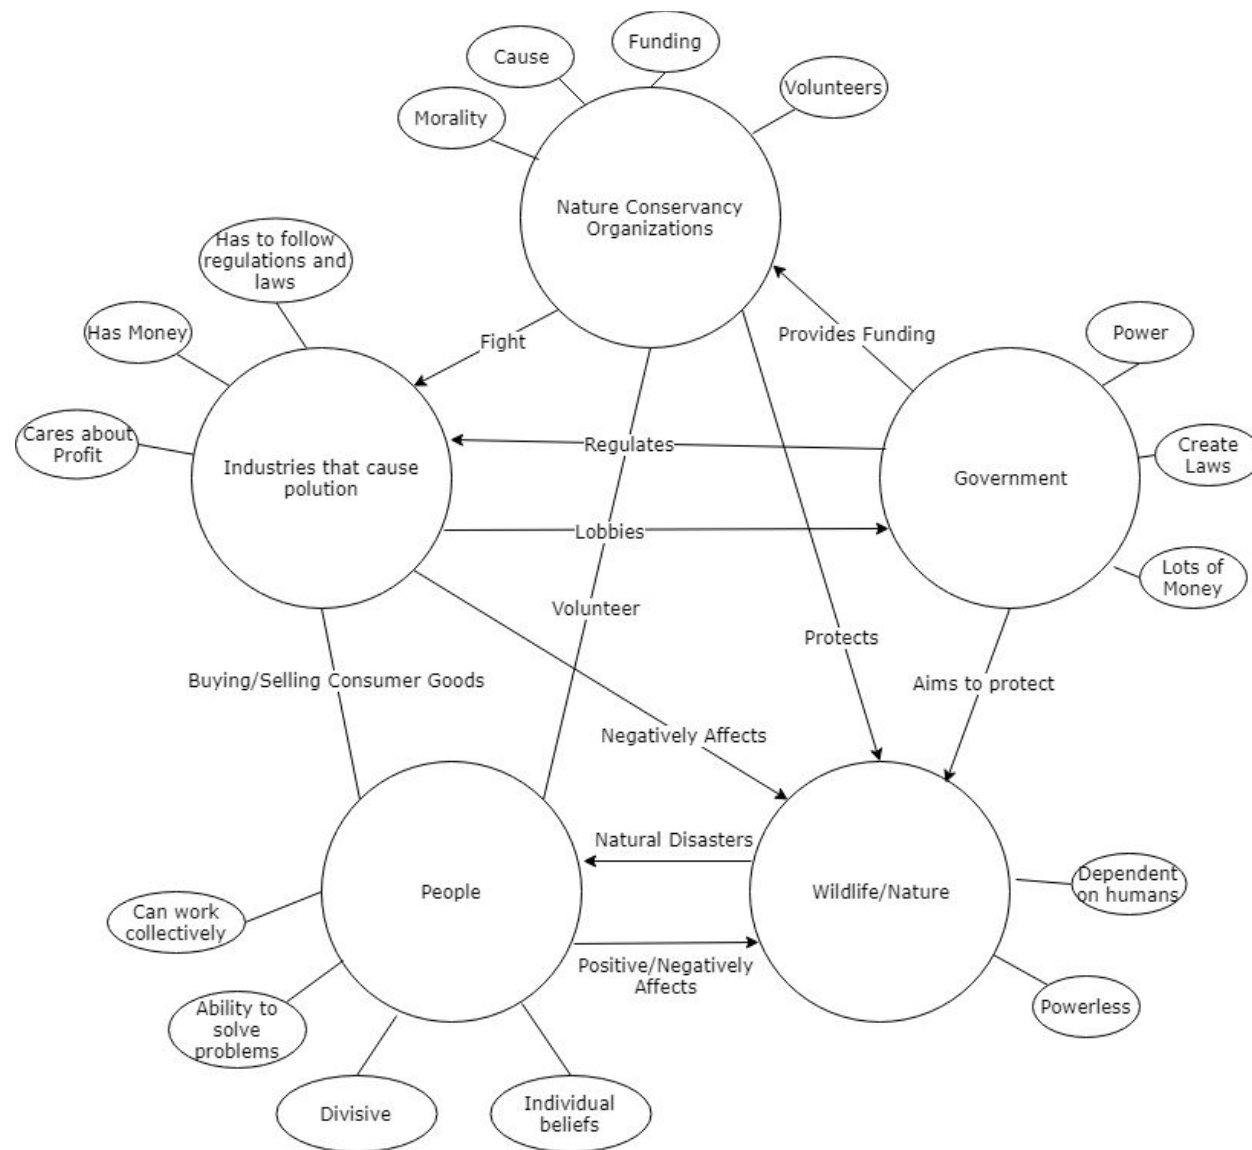 Funding
Cause
Volunteers
Morality
Nature Conservancy
Organizations
Has to follow
regulations and
laws
Has Money
Fight
Provides Funding
Power
Cares about
Profit
Regulates
Create
Laws
Industries that cause
polution
Government
Lobbies
Lots of
Money
Volunteer
Protects
Buying/Selling Consumer Goods
Aims to protect
Negatively Affects
Natural Disasters
People
Wildlife/Nature
Dependent
on humans
Can work
collectively
Positive/Negatively
Affects
Powerless
Ability to
solve
problems
Divisive
Individual
beliefs